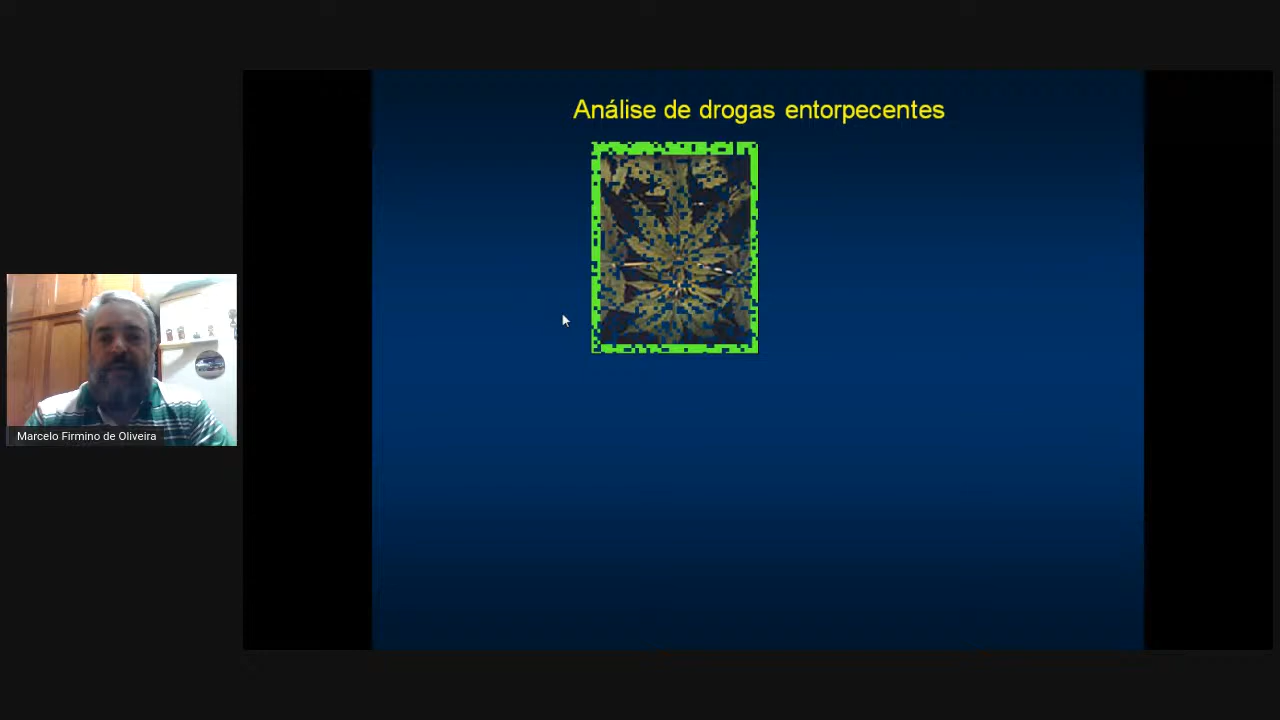 Análise de drogas entorpecentes
Marcelo Firmino de Oliveira